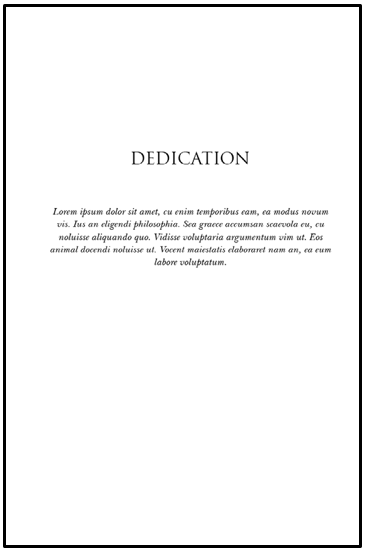 DEDICATION
Lorem ipsum dolor sit amet, cu enim temporibus eam, ea modus novum
vis. Ius an eligendi philosophia. Sea graece accumsan scaevola eu, cu
noluisse aliquando quo. Vidisse voluptaria argumentum vim ut. Eos
animal docendi noluisse ut. Vocent maiestatis elaboraret nam an, ea eum
labore voluptatum.